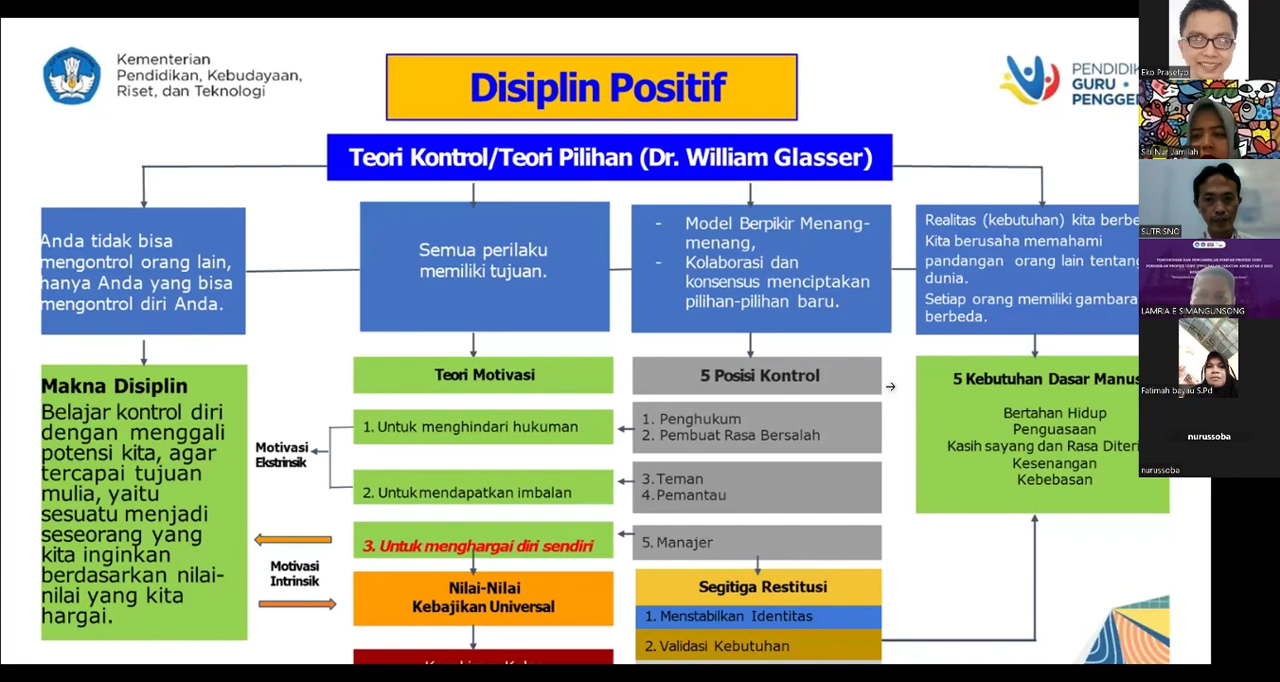 Kementerian
Pendidikan, Kebudayaan,
Riset, dan Teknologi
Disiplin Positif
PENDIDIK
GURU •
PENGGE
Teori Kontrol/Teori Pilihan (Dr. William Glasser)
Anda tidak bisa
mengontrol orang lain,
hanya Anda yang bisa
mengontrol diri Anda.
Semua perilaku
memiliki tujuan.
- Model Berpikir Menang-
menang,
- Kolaborasi dan
konsensus menciptakan
pilihan-pilihan baru.
Realitas (kebutuhan) kita berbe
Kita berusaha memahami
pandangan orang lain tentang
dunia.
Setiap orang memiliki gambara
berbeda.
Makna Disiplin
Belajar kontrol diri
dengan menggali
potensi kita, agar
tercapai tujuan
mulia, yaitu
sesuatu menjadi
seseorang yang
kita inginkan
berdasarkan nilai-
nilai yang kita
hargai.
Motivasi
Ekstrinsik
Motivasi
Intrinsik
Teori Motivasi
1. Untuk menghindari hukuman
2. Untuk mendapatkan imbalan
3. Untuk menghargai diri sendiri
Nilai-Nilai
Kebajikan Universal
5 Posisi Kontrol
1. Penghukum
2. Pembuat Rasa Bersalah
3. Teman
4. Pemantau
5. Manajer
Segitiga Restitusi
1. Menstabilkan Identitas
2. Validasi Kebutuhan
5 Kebutuhan Dasar Manus
Bertahan Hidup
Penguasaan
Kasih sayang dan Rasa Diteri
Kesenangan
Kebebasan
Eko Prasetyo
Siti Nur Jamilah
SUTRISNO
LAMRIA E SIMANGUNSONG
Fatimah bayau S.Pd
nurussoba
nurussoba